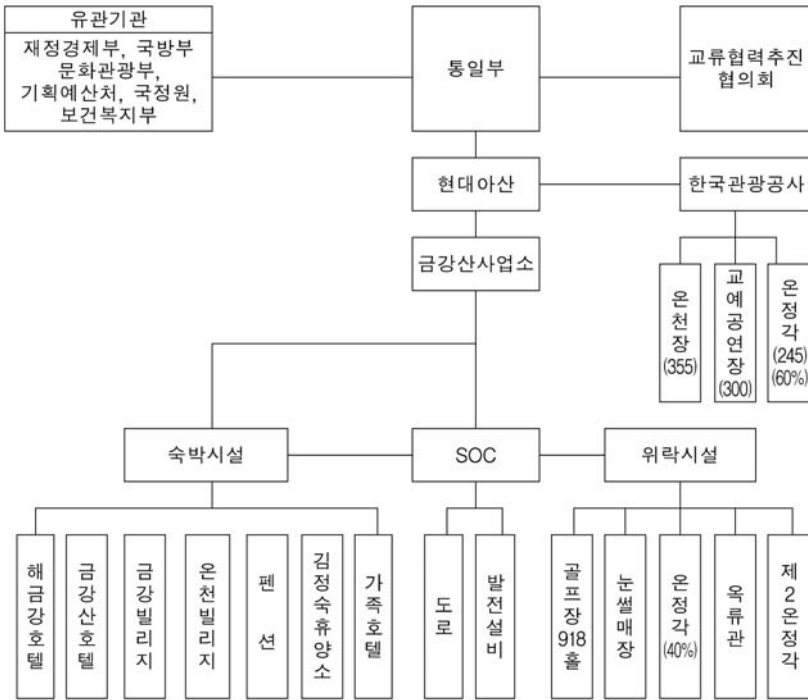 유관기관
재정경제부, 국방부
문화관광부,
기획예산처, 국정원,
보건복지부
통일부
교류협력추진
협의회
현대아산
한국관광공사
금강산사업소
온천장
(355)
교예공연장
(300)
온정각
(245)
(60%)
숙박시설
SOC
위락시설
해금강호텔
금강산호텔
금강빌리지
온천빌리지
펜션
김정숙휴양소
가족호텔
도로
발전설비
골프장
918
홀
눈썰매장
온정각
(40%)
옥류관
제2온정각